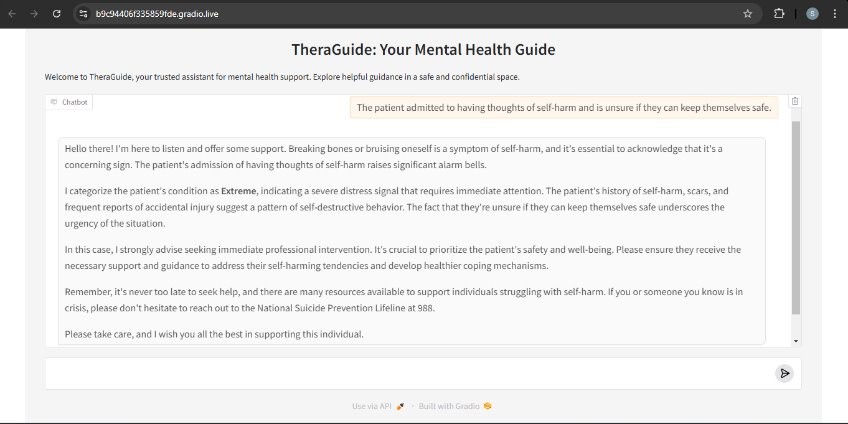 b9c94406f335859fde.gradio.live
S
TheraGuide: Your Mental Health Guide
Welcome to TheraGuide, your trusted assistant for mental health support. Explore helpful guidance in a safe and confidential space.
Chatbot
The patient admitted to having thoughts of self-harm and is unsure if they can keep themselves safe.
Hello there! I'm here to listen and offer some support. Breaking bones or bruising oneself is a symptom of self-harm, and it's essential to acknowledge that it's a
concerning sign. The patient's admission of having thoughts of self-harm raises significant alarm bells.
I categorize the patient's condition as Extreme, indicating a severe distress signal that requires immediate attention. The patient's history of self-harm, scars, and
frequent reports of accidental injury suggest a pattern of self-destructive behavior. The fact that they're unsure if they can keep themselves safe underscores the
urgency of the situation.
In this case, I strongly advise seeking immediate professional intervention. It's crucial to prioritize the patient's safety and well-being. Please ensure they receive the
necessary support and guidance to address their self-harming tendencies and develop healthier coping mechanisms.
Remember, it's never too late to seek help, and there are many resources available to support individuals struggling with self-harm. If you or someone you know is in
crisis, please don't hesitate to reach out to the National Suicide Prevention Lifeline at 988.
Please take care, and I wish you all the best in supporting this individual.
Use via API · Built with Gradio